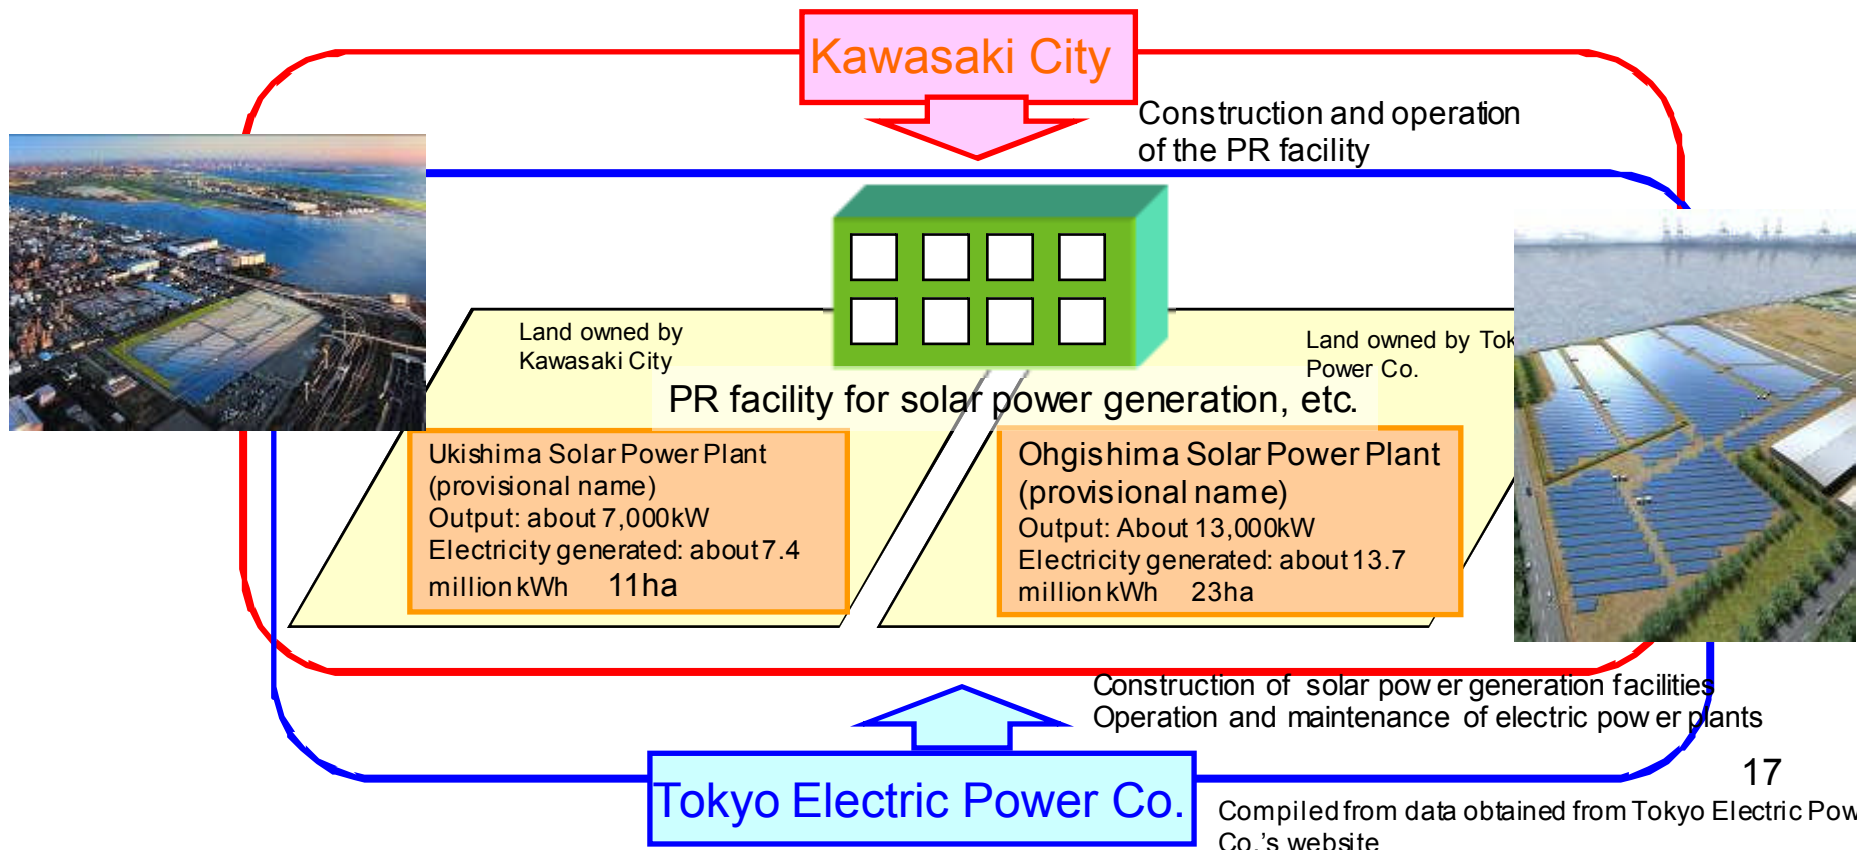 Kawasaki City
Construction and operation
of the PR facility
Land owned by
Kawasaki City
Land owned by Tok
Power Co.
PR facility for solar power generation, etc.
Ukishima Solar Power Plant
(provisional name)
Output: about 7,000kW
Electricity generated: about 7.4
million kWh 11ha
Ohgishima Solar Power Plant
(provisional name)
Output: About 13,000kW
Electricity generated: about 13.7
million kWh 23ha
Construction of solar power generation facilities
Operation and maintenance of electric power plants
Tokyo Electric Power Co.
17
Compiled from data obtained from Tokyo Electric Pow
Co.'s website